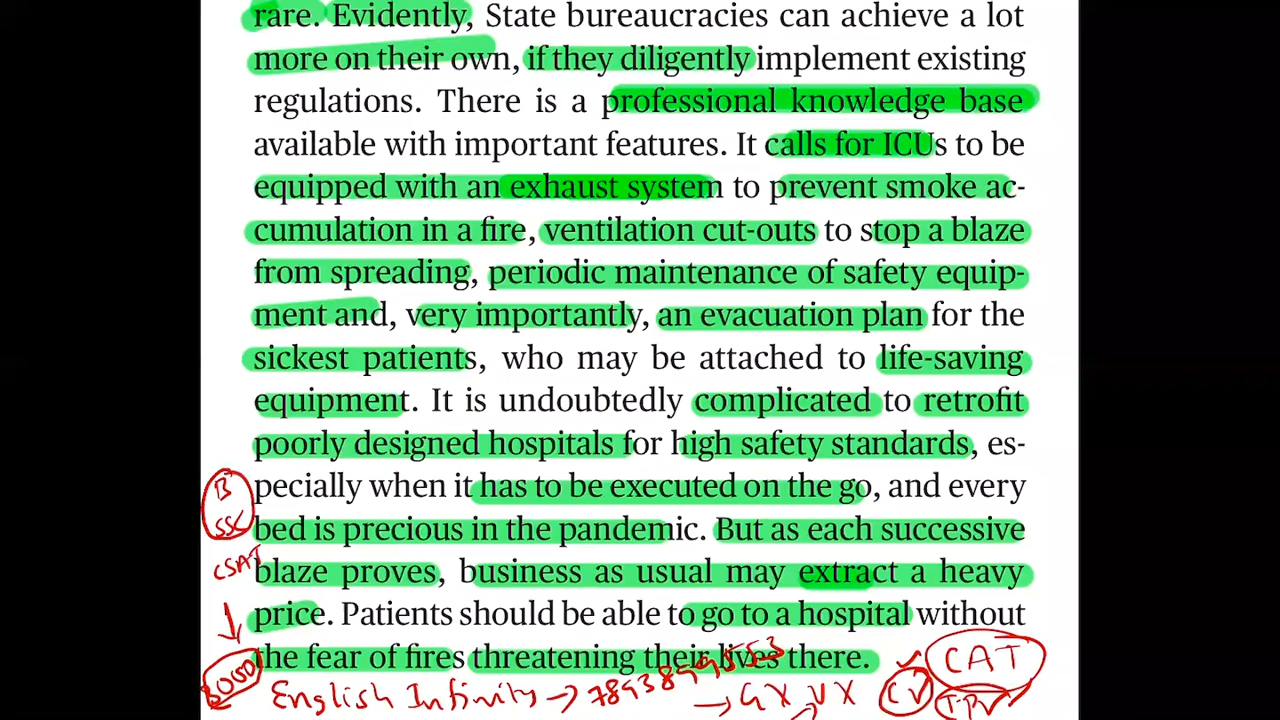 rare. Evidently, State bureaucracies can achieve a lot
more on their own, if they diligently implement existing
regulations. There is a professional knowledge base
available with important features. It calls for ICUs to be
equipped with an exhaust system to prevent smoke ac-
cumulation in a fire, ventilation cut-outs to stop a blaze
from spreading, periodic maintenance of safety equip-
ment and, very importantly, an evacuation plan for the
sickest patients, who may be attached to life-saving
equipment. It is undoubtedly complicated to retrofit
poorly designed hospitals for high safety standards, es-
pecially when it has to be executed on the go, and every
bed is precious in the pandemic. But as each successive
blaze proves, business as usual may extract a heavy
price. Patients should be able to go to a hospital without
the fear of fires threatening their lives there.
SSC
CSAT
English Infinity → 7893899553
→ GX
VX
CV
CAT